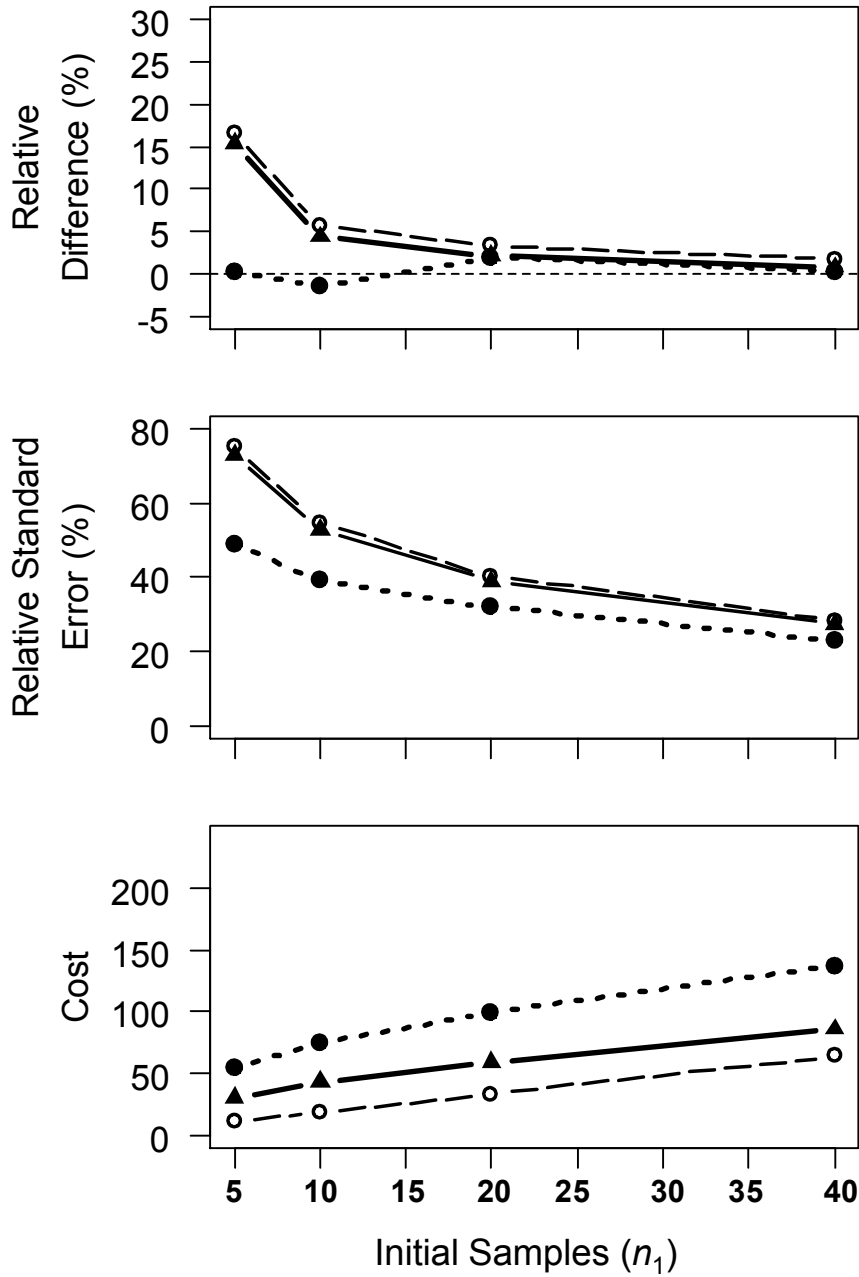 Relative
Difference (%)
30
25
20
15
10
5
0
-5
Relative Standard
Error (%)
80
60
40
20
0
Cost
200
150
100
50
0
5 10 15 20 25 30 35 40
Initial Samples (n1)